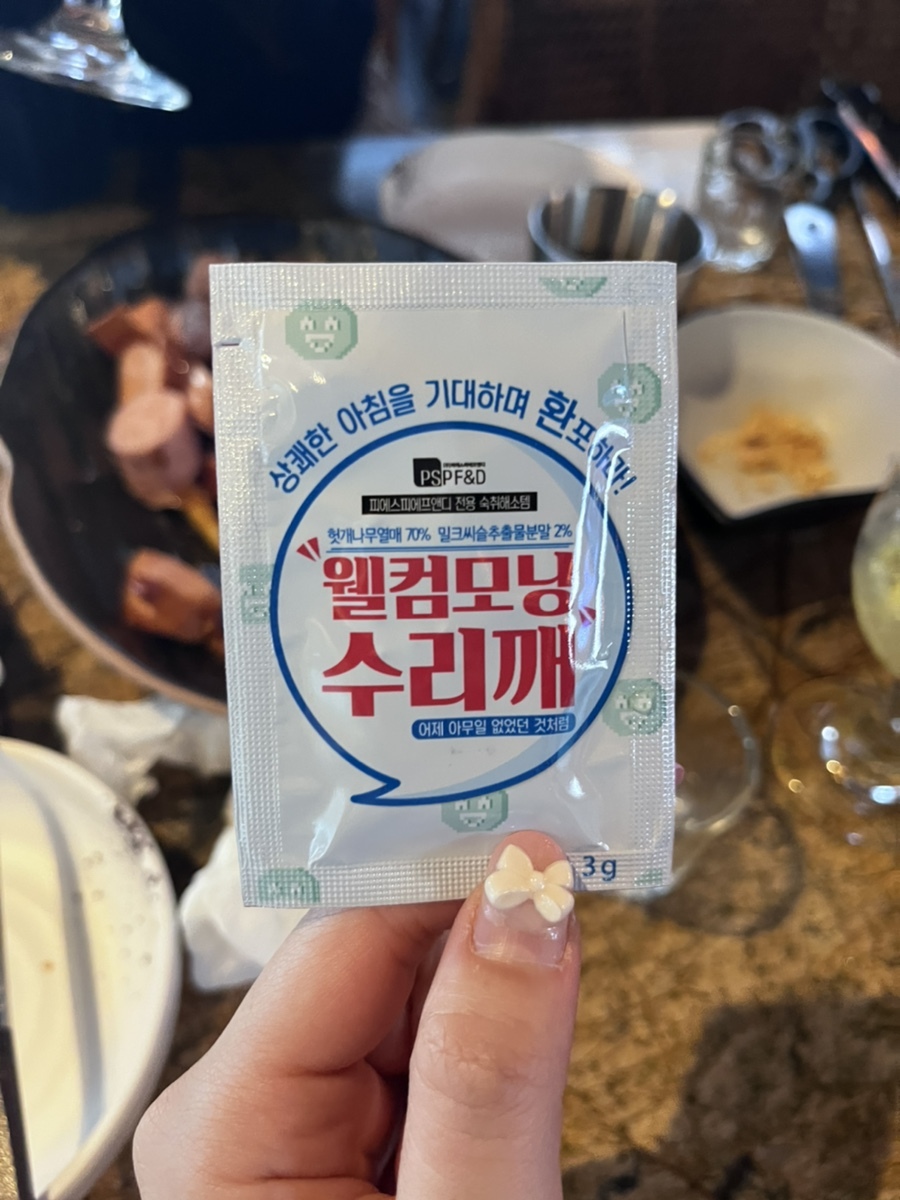 상쾌한 아침을 기대하며 환포하라!
PSPF&D
피에스피에프앤디 전용 숙취해소템
헛개나무열매 70% 밀크씨슬추출물분말 2%
"웰컴모닝"
수리깨
어제 아무일 없었던 것처럼
3g